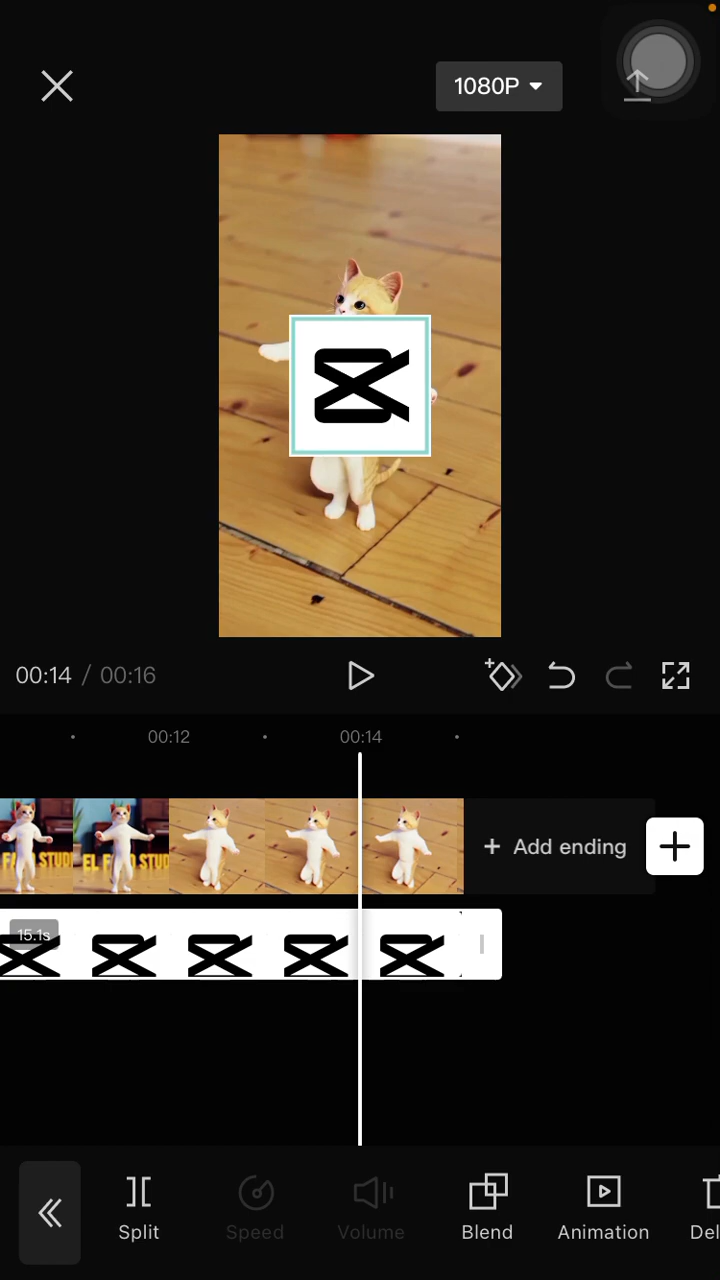 1080P
00:14 / 00:16
00:12
00:14
+ Add ending
15.1s
Split
Speed
Volume
Blend
Animation